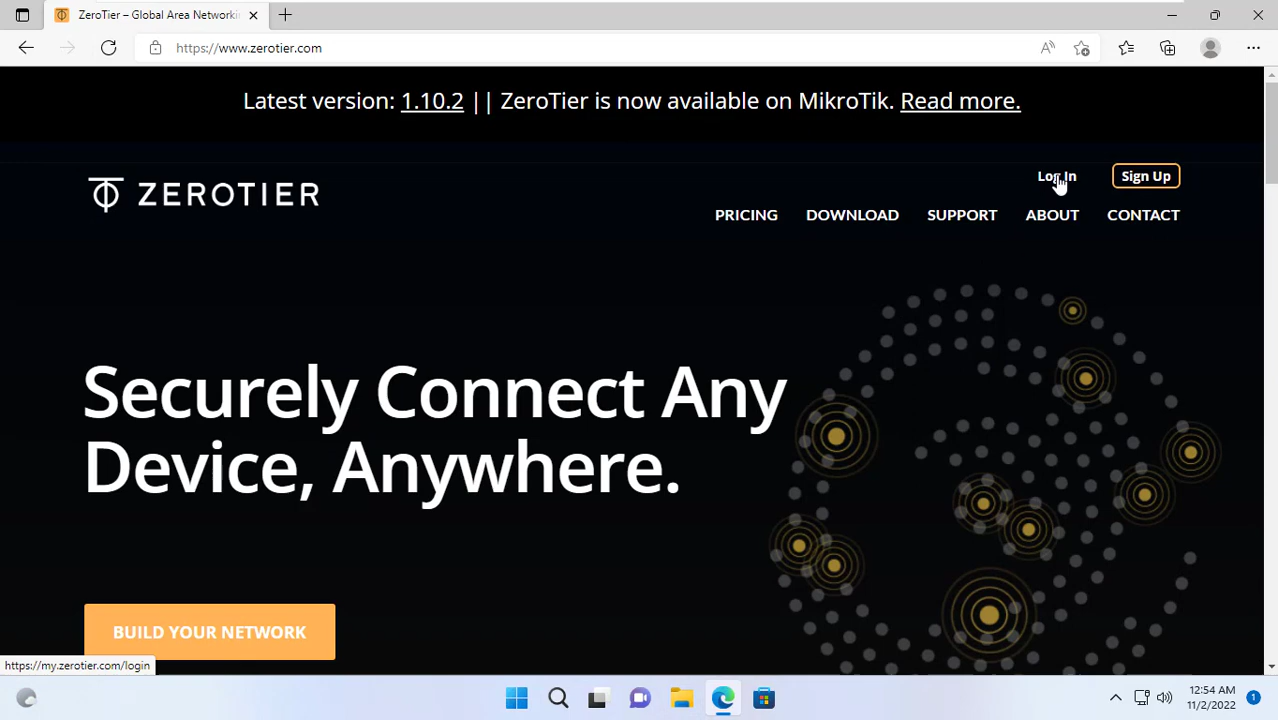 ZeroTier – Global Area Networki
https://www.zerotier.com
Latest version: 1.10.2 || ZeroTier is now available on MikroTik. Read more.
Log In
Sign Up
ZEROTIER
PRICING
DOWNLOAD
SUPPORT
ABOUT
CONTACT
Securely Connect Any
Device, Anywhere.
BUILD YOUR NETWORK
https://my.zerotier.com/login
12:54 AM
11/2/2022
1